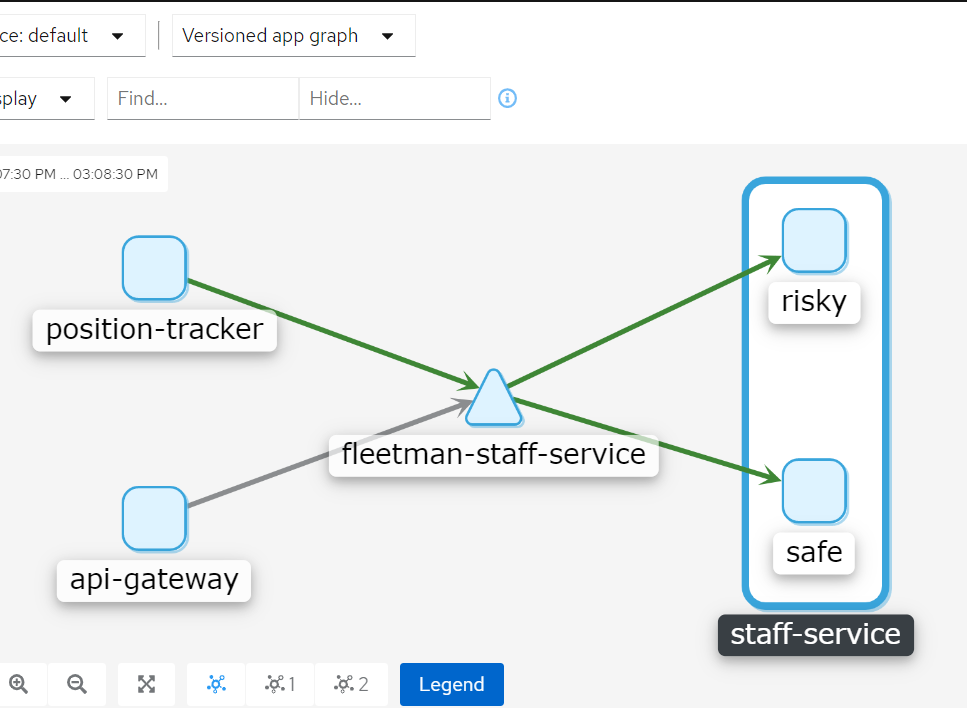 ce: default
Versioned app graph
splay
Find...
Hide...
07:30 PM ... 03:08:30 PM
risky
position-tracker
fleetman-staff-service
safe
api-gateway
staff-service
1
2
Legend